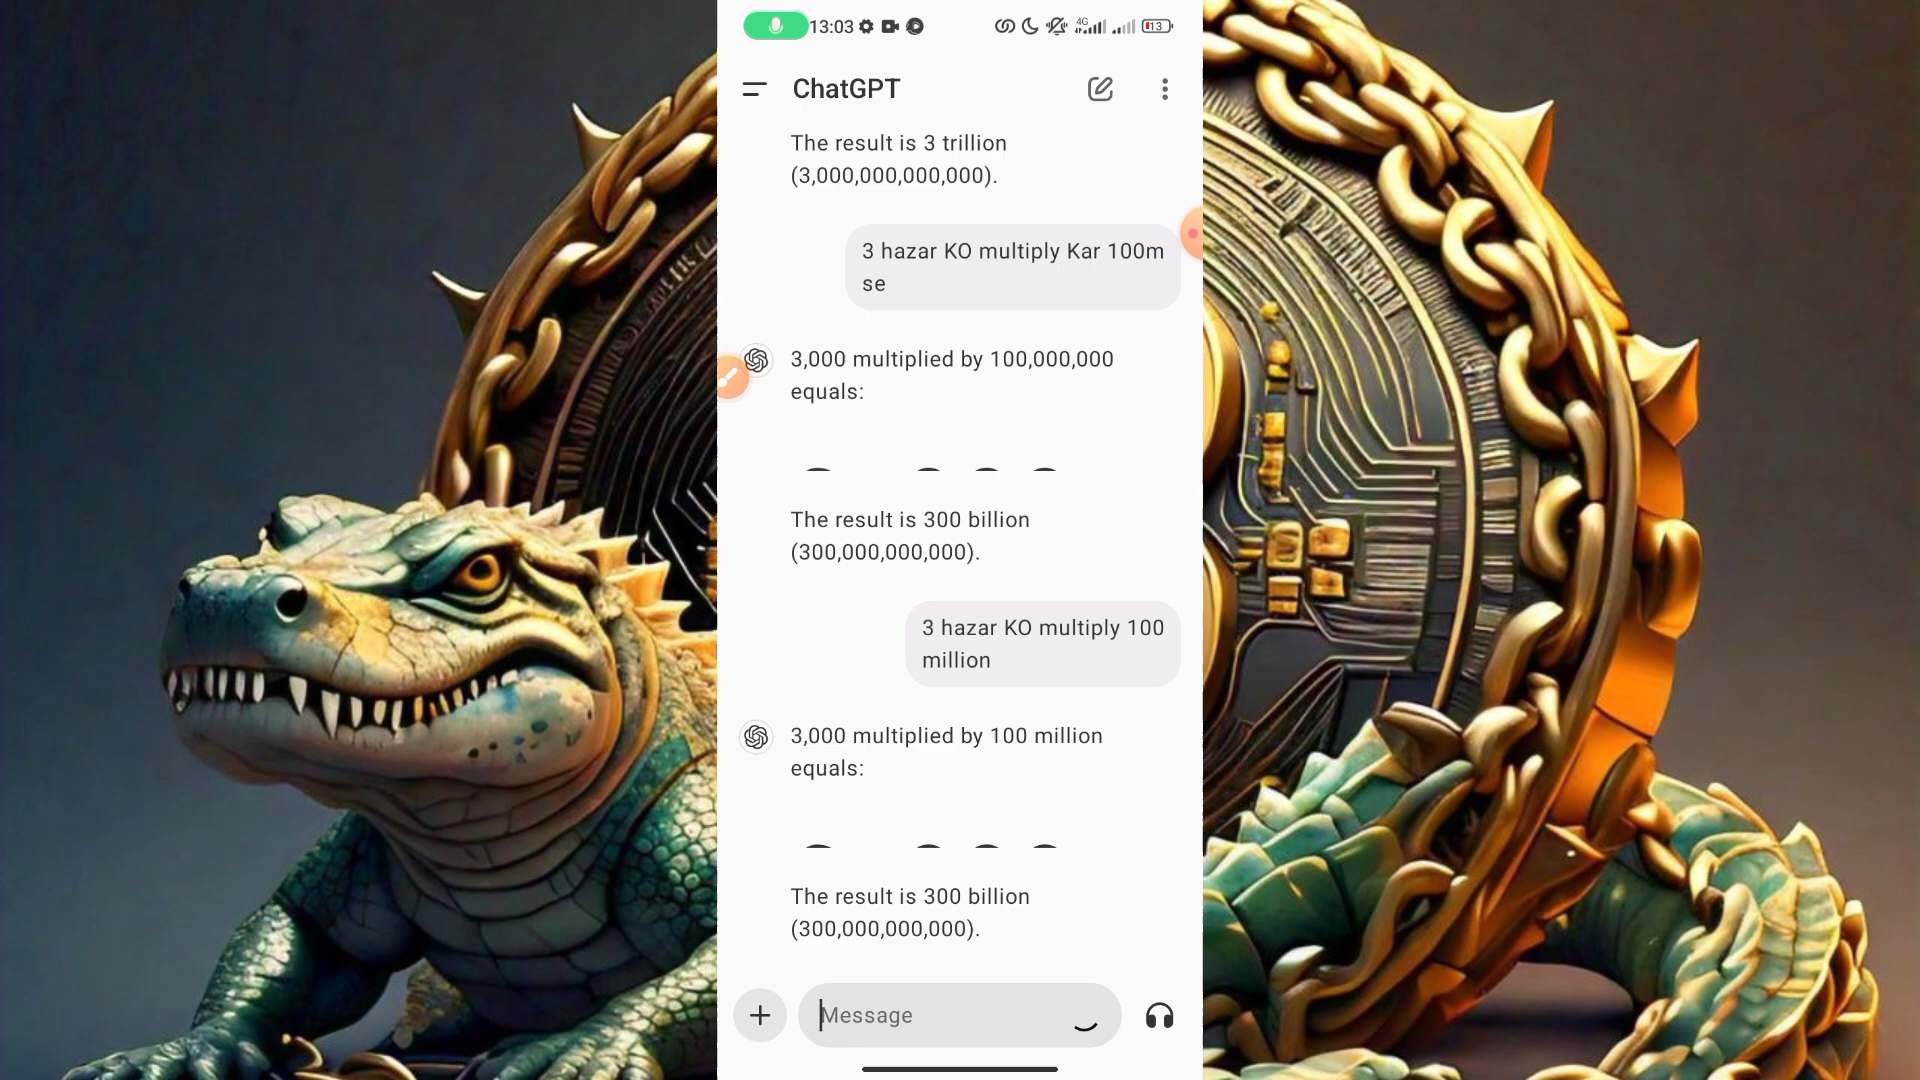 13:03
4G
13
ChatGPT
The result is 3 trillion
(3,000,000,000,000).
3 hazar KO multiply Kar 100m
se
3,000 multiplied by 100,000,000
equals:
The result is 300 billion
(300,000,000,000).
3 hazar KO multiply 100
million
3,000 multiplied by 100 million
equals:
The result is 300 billion
(300,000,000,000).
Message